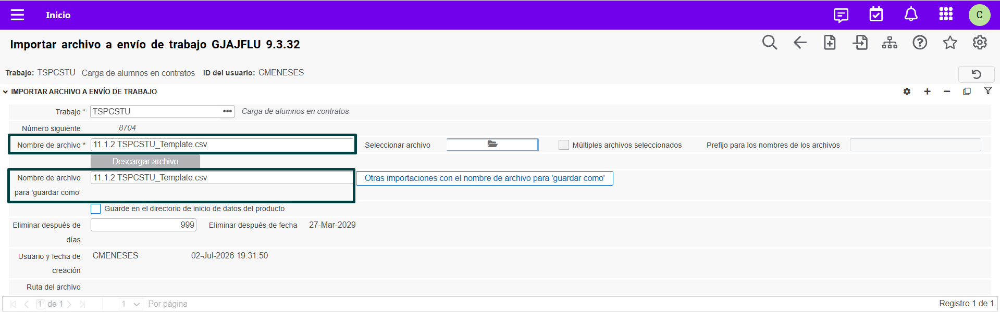 Inicio
C
Importar archivo a envío de trabajo GJAJFLU 9.3.32
Trabajo: TSPCSTU Carga de alumnos en contratos ID del usuario: CMENESES
IMPORTAR ARCHIVO A ENVÍO DE TRABAJO
Trabajo * TSPCSTU ••• Carga de alumnos en contratos
Número siguiente 8704
Nombre de archivo * 11.1.2 TSPCSTU_Template.csv Seleccionar archivo Múltiples archivos seleccionados Prefijo para los nombres de los archivos
Descargar archivo
Nombre de archivo para 'guardar como' 11.1.2 TSPCSTU_Template.csv Otras importaciones con el nombre de archivo para 'guardar como'
Guarde en el directorio de inicio de datos del producto
Eliminar después de días 999 Eliminar después de fecha 27-Mar-2029
Usuario y fecha de creación CMENESES 02-Jul-2026 19:31:50
Ruta del archivo
1 de 1 1 Por página Registro 1 de 1